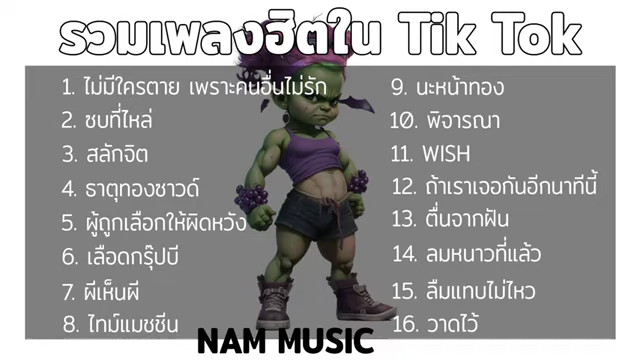 รวมเพลงฮิตใน Tik Tok
1. ไม่มีใครตาย เพราะคนอื่นไม่รัก
2. ซบที่ไหล่
3. สลักจิต
4. ธาตุทองซาวด์
5. ผู้ถูกเลือกให้ผิดหวัง
6. เลือดกรุ๊ปบี
7. ผีเห็นผี
8. ไทม์แมชชีน
9. นะหน้าทอง
10. พิจารณา
11. WISH
12. ถ้าเราเจอกันอีกนาทีนี้
13. ตื่นจากฝัน
14. ลมหนาวที่แล้ว
15. ลืมแทบไม่ไหว
16. วาดไว้
NAM MUSIC